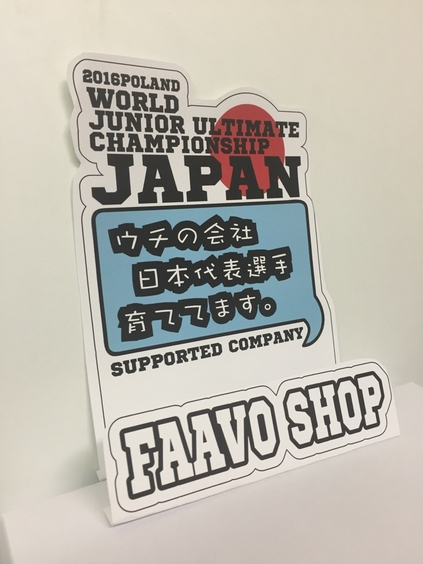 2016POLAND
WORLD
JUNIOR ULTIMATE
CHAMPIONSHIP
JAPAN
ウチの会社
日本代表選手
育ててます。
SUPPORTED COMPANY
FAAVO SHOP